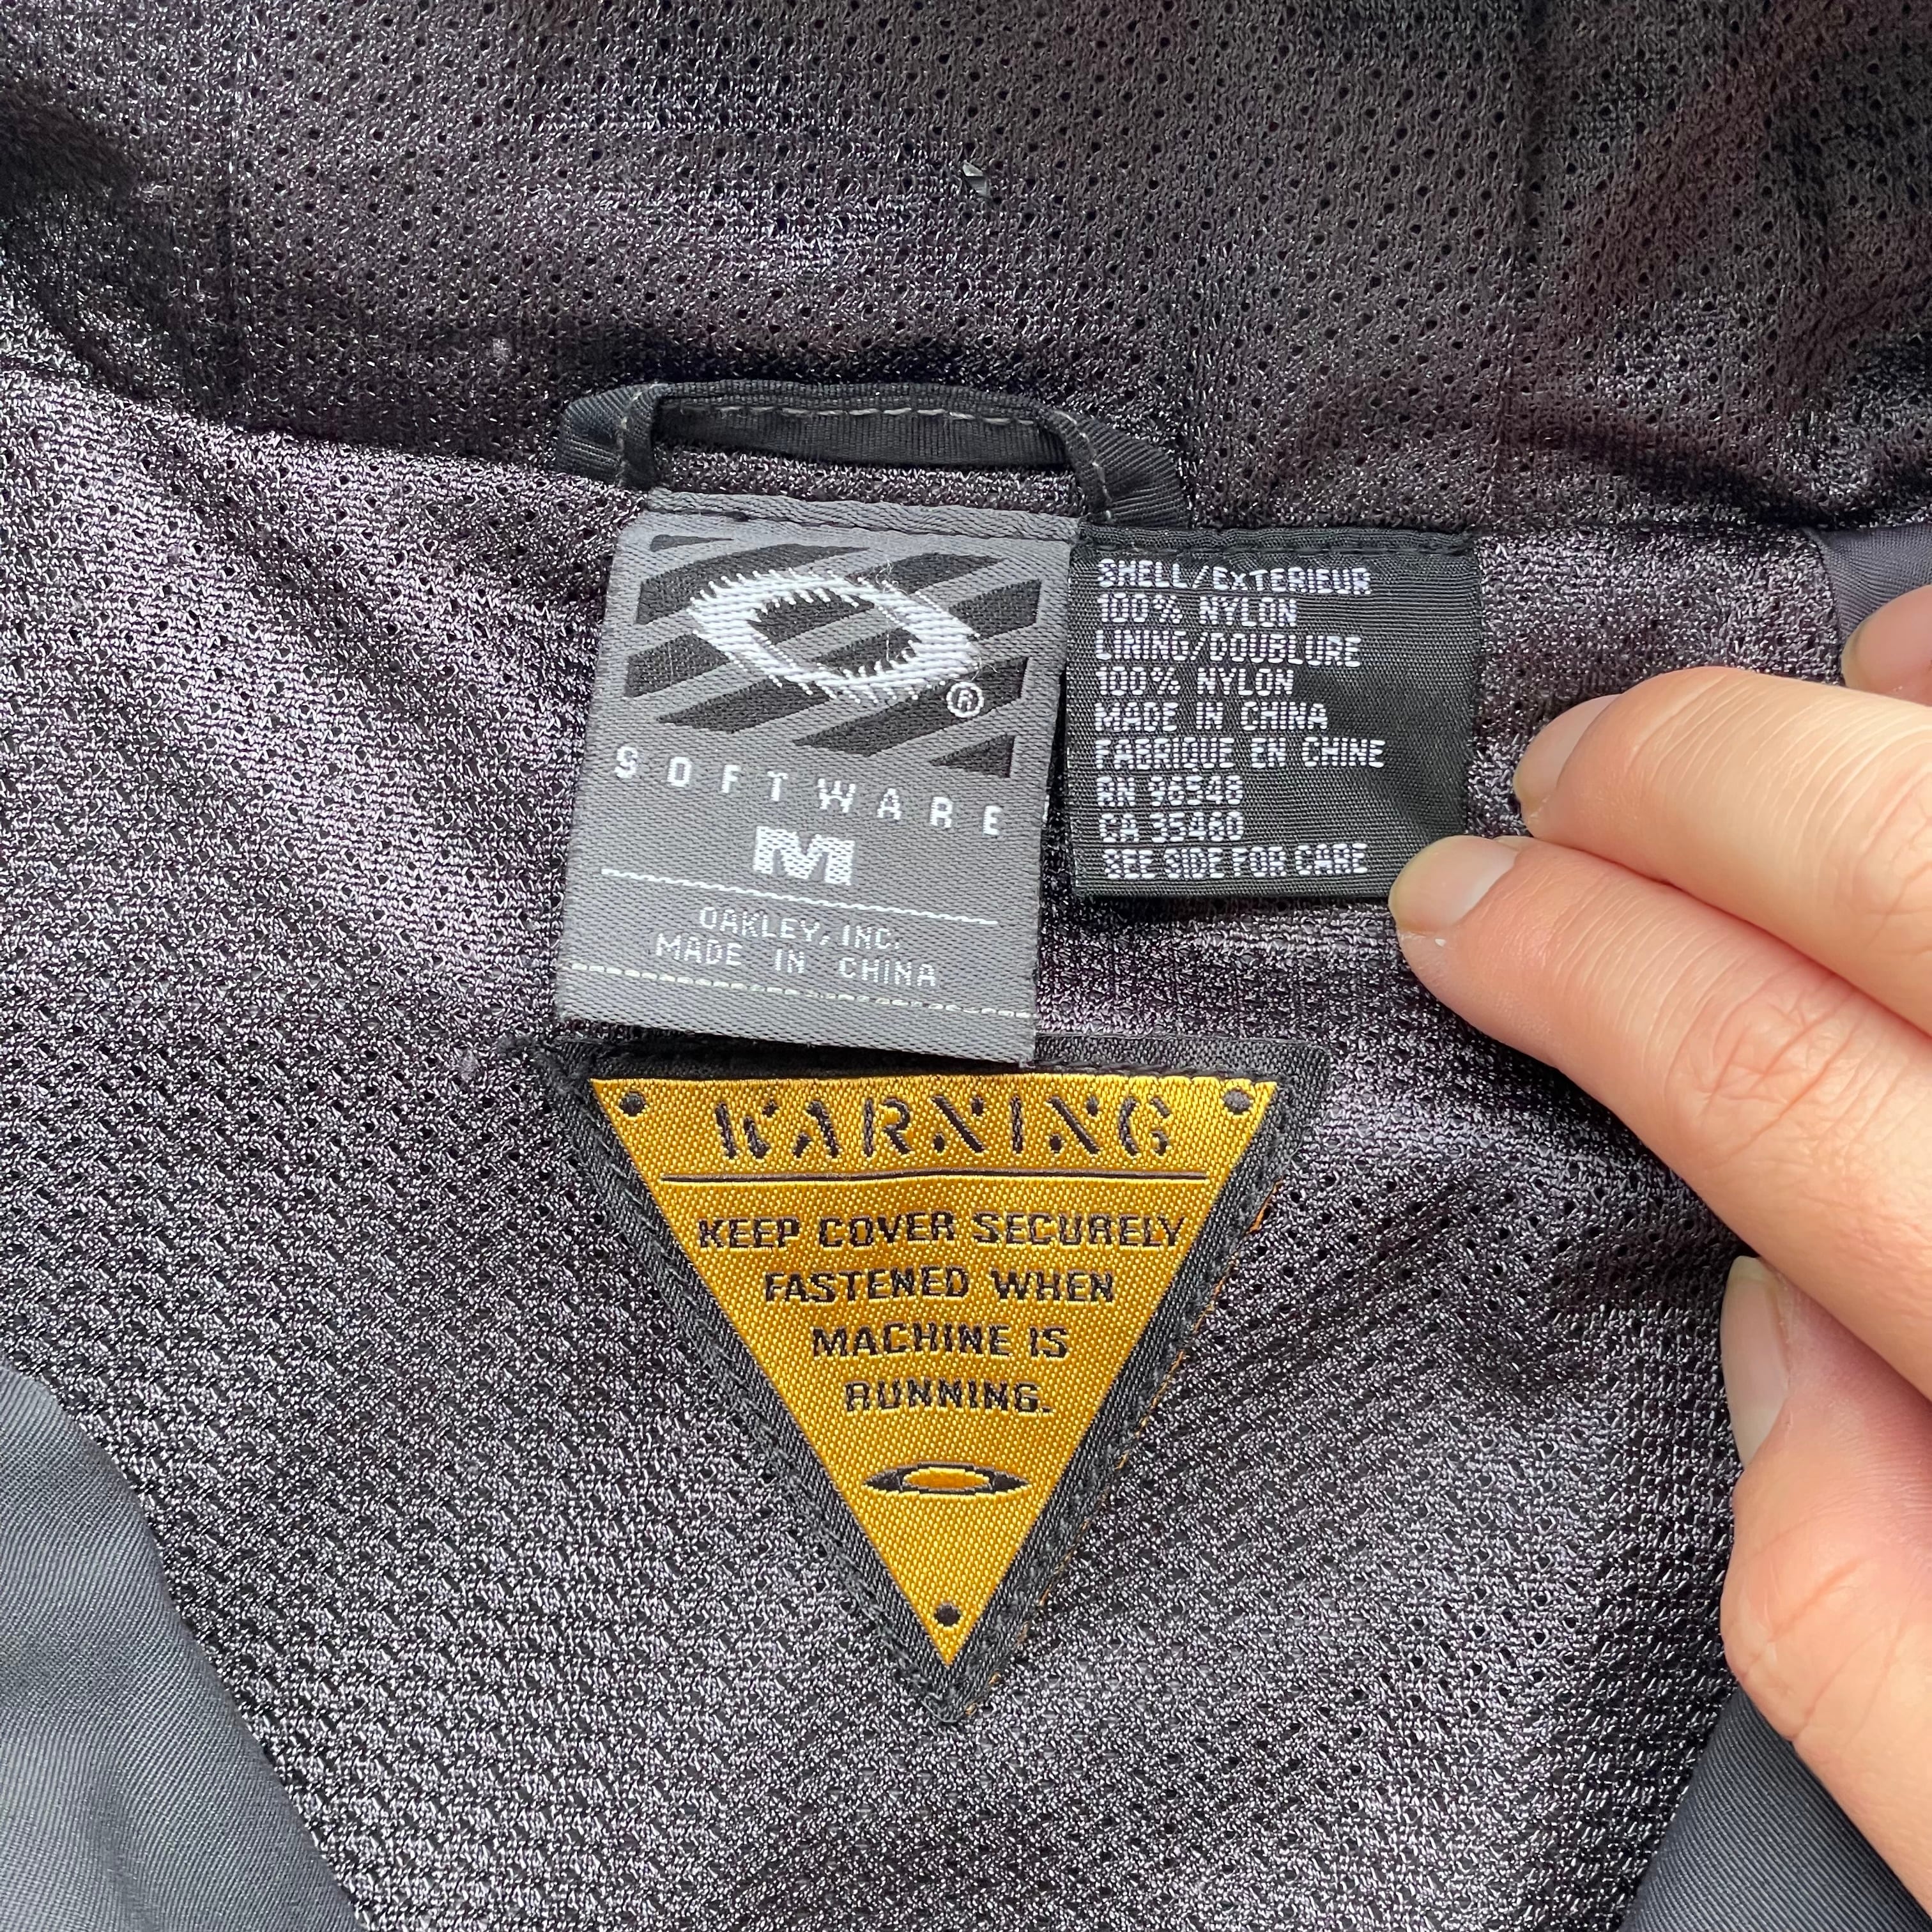 ®
SOFTWARE
M
OAKLEY, INC.
MADE IN CHINA
SHELL/EXTERIEUR
100% NYLON
LINING/DOUBLURE
100% NYLON
MADE IN CHINA
FABRIQUE EN CHINE
RN 96548
CA 35460
SEE SIDE FOR CARE
WARNING
KEEP COVER SECURELY
FASTENED WHEN
MACHINE IS
RUNNING.